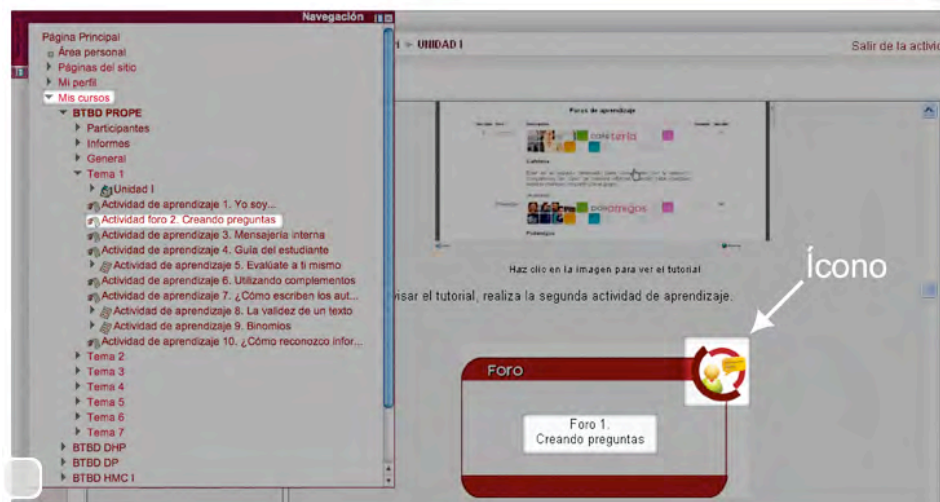 Navegación
Página Principal
Área personal
Páginas del sitio
Mi perfil
Mis cursos
BTBD PROPE
Participantes
Informes
General
Tema 1
Unidad I
Actividad de aprendizaje 1. Yo soy...
Actividad foro 2. Creando preguntas
Actividad de aprendizaje 3. Mensajería interna
Actividad de aprendizaje 4. Guía del estudiante
Actividad de aprendizaje 5. Evalúate a ti mismo
Actividad de aprendizaje 6. Utilizando complementos
Actividad de aprendizaje 7. ¿Cómo escriben los aut...
Actividad de aprendizaje 8. La validez de un texto
Actividad de aprendizaje 9. Binomios
Actividad de aprendizaje 10. ¿Cómo reconozco infor...
Tema 2
Tema 3
Tema 4
Tema 5
Tema 6
Tema 7
BTBD DHP
BTBD DP
BTBD HMC I
UNIDAD I
Salir de la activi
Foros de aprendizaje
cafetería
Cafetería
Haz clic en la imagen para ver el tutorial
Ícono
visar el tutorial, realiza la segunda actividad de aprendizaje.
Foro
Foro 1.
Creando preguntas